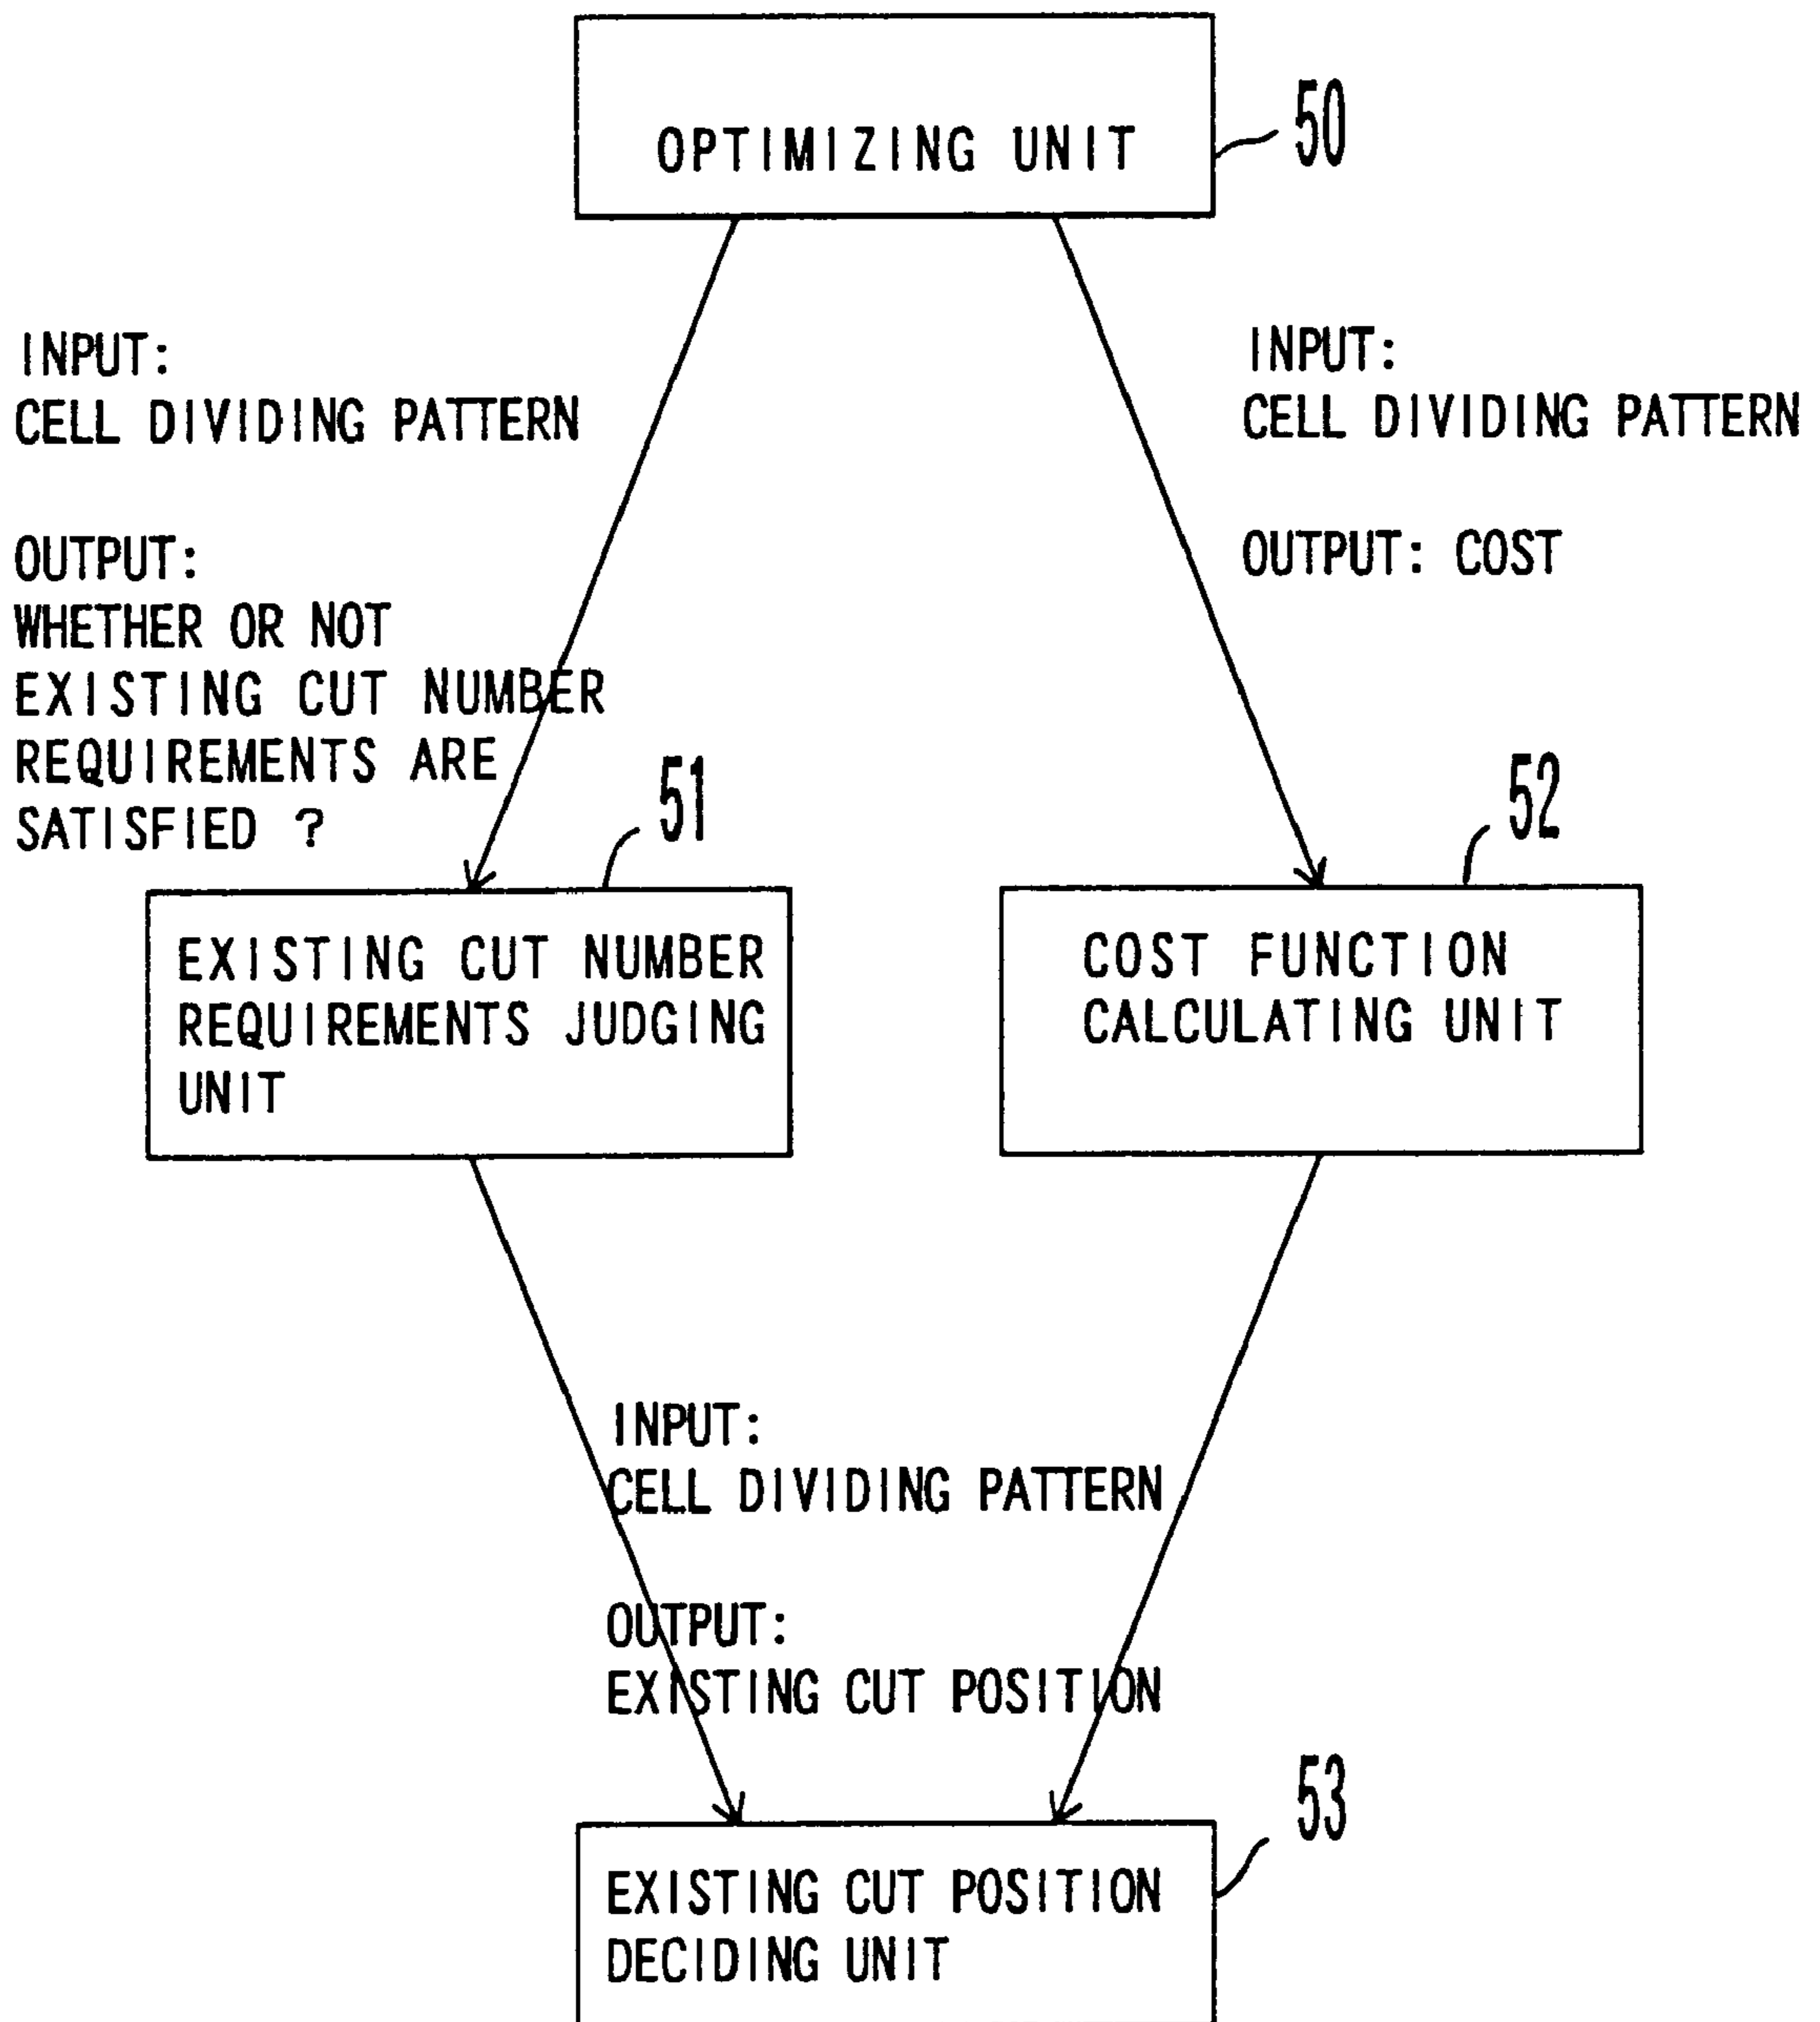 OPTIMIZING UNIT
50
INPUT:
CELL DIVIDING PATTERN
OUTPUT:
WHETHER OR NOT
EXISTING CUT NUMBER
REQUIREMENTS ARE
SATISFIED ?
INPUT:
CELL DIVIDING PATTERN
OUTPUT: COST
51
52
EXISTING CUT NUMBER
REQUIREMENTS JUDGING
UNIT
COST FUNCTION
CALCULATING UNIT
INPUT:
CELL DIVIDING PATTERN
OUTPUT:
EXISTING CUT POSITION
53
EXISTING CUT POSITION
DECIDING UNIT